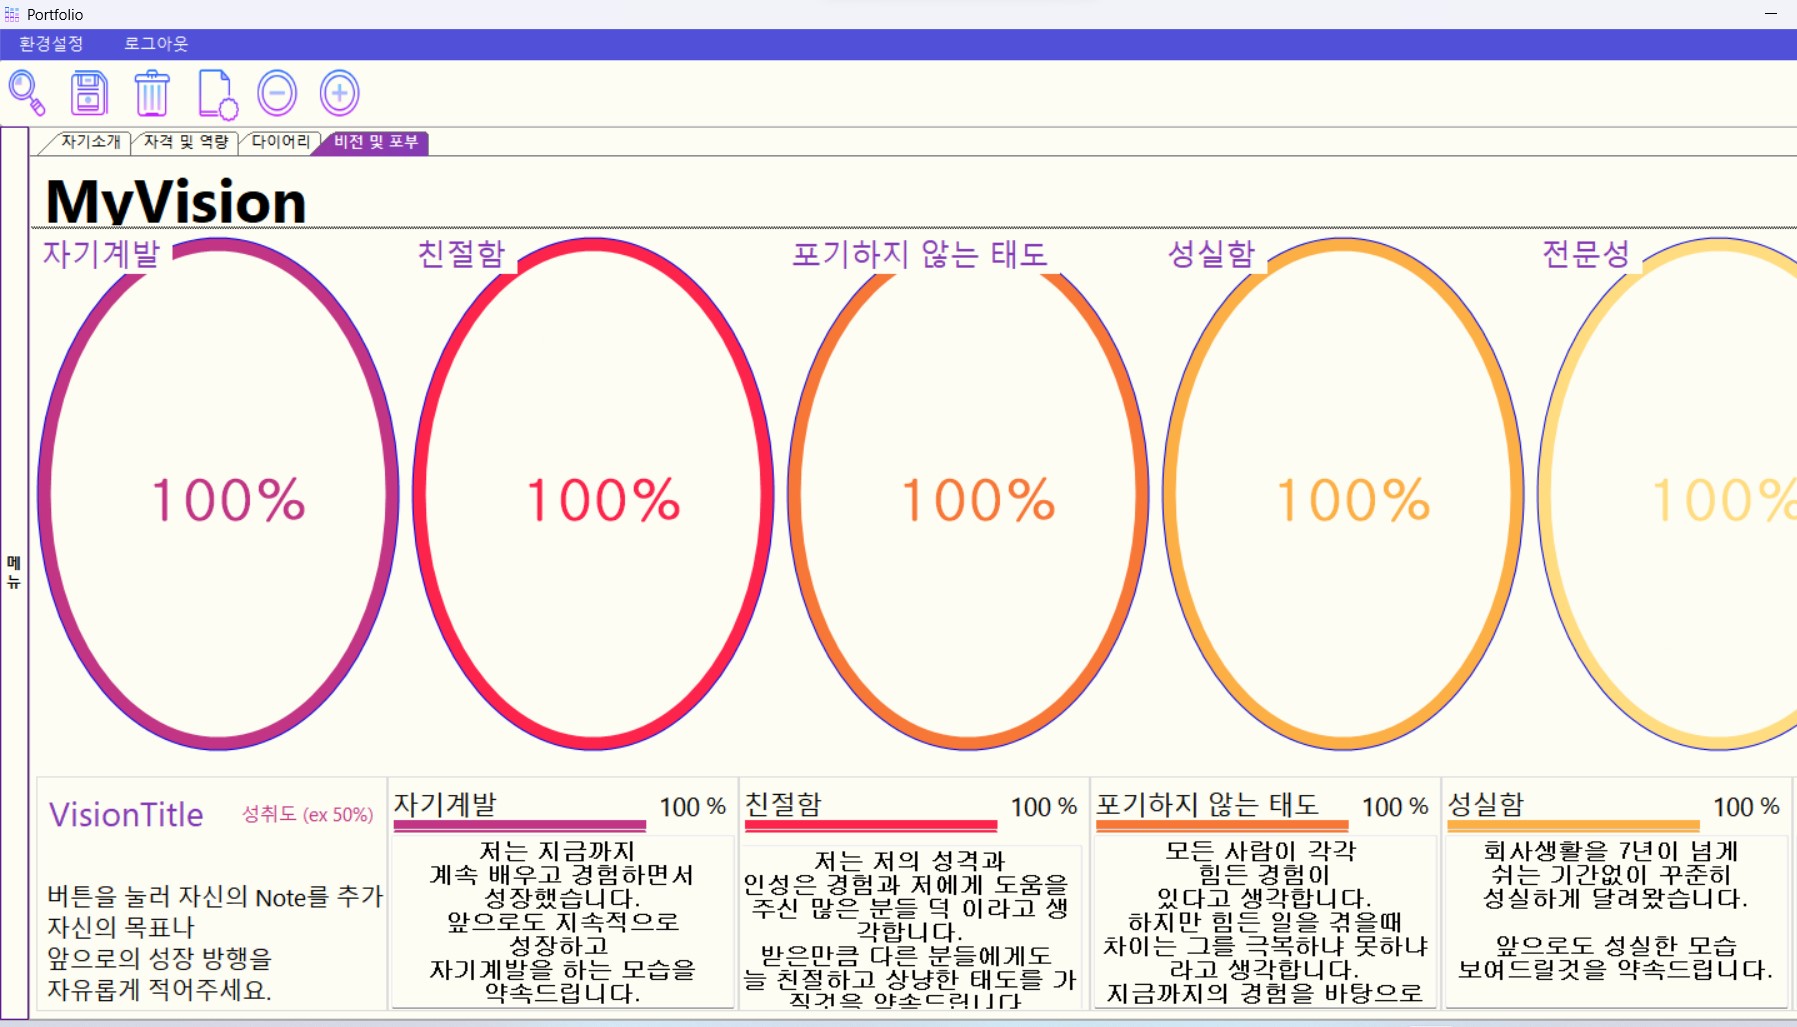 Portfolio
환경설정 로그아웃
자기소개 자격 및 역량 다이어리 비전 및 포부
MyVision
자기계발 친절함 포기하지 않는 태도 성실함 전문성
100% 100% 100% 100% 100%
메
뉴
VisionTitle 성취도 (ex 50%)
버튼을 눌러 자신의 Note를 추가
자신의 목표나
앞으로의 성장 방행을
자유롭게 적어주세요.
자기계발 100 %
저는 지금까지
계속 배우고 경험하면서
성장했습니다.
앞으로도 지속적으로
성장하고
자기계발을 하는 모습을
약속드립니다.
친절함 100 %
저는 저의 성격과
인성은 경험과 저에게 도움을
주신 많은 분들 덕 이라고 생
각합니다.
받은만큼 다른 분들에게도
늘 친절하고 상냥한 태도를 가
질것을 약속드립니다
포기하지 않는 태도 100 %
모든 사람이 각각
힘든 경험이
있다고 생각합니다.
하지만 힘든 일을 겪을때
차이는 그를 극복하냐 못하냐
라고 생각합니다.
지금까지의 경험을 바탕으로
성실함 100 %
회사생활을 7년이 넘게
쉬는 기간없이 꾸준히
성실하게 달려왔습니다.
앞으로도 성실한 모습
보여드릴것을 약속드립니다.